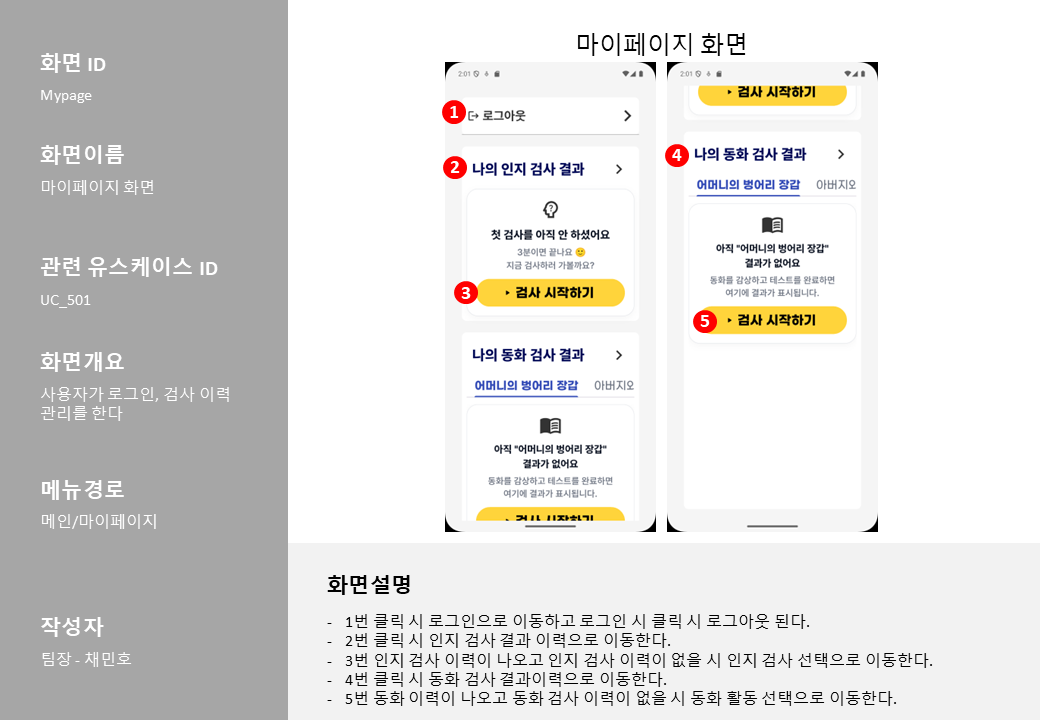 화면 ID
Mypage
화면이름
마이페이지 화면
관련 유스케이스 ID
UC_501
화면개요
사용자가 로그인, 검사 이력
관리를 한다
메뉴경로
메인/마이페이지
작성자
팀장 - 채민호
마이페이지 화면
2:01
1 로그아웃
2 나의 인지 검사 결과
첫 검사를 아직 안 하셨어요
3분이면 끝나요 🙂
지금 검사하러 가볼까요?
3 ▸ 검사 시작하기
나의 동화 검사 결과
어머니의 벙어리 장갑 아버지오
아직 "어머니의 벙어리 장갑"
결과가 없어요
동화를 감상하고 테스트를 완료하면
여기에 결과가 표시됩니다.
▸ 검사 시작하기
2:01
▸ 검사 시작하기
4 나의 동화 검사 결과
어머니의 벙어리 장갑 아버지오
아직 "어머니의 벙어리 장갑"
결과가 없어요
동화를 감상하고 테스트를 완료하면
여기에 결과가 표시됩니다.
5 ▸ 검사 시작하기
화면설명
- 1번 클릭 시 로그인으로 이동하고 로그인 시 클릭 시 로그아웃 된다.
- 2번 클릭 시 인지 검사 결과 이력으로 이동한다.
- 3번 인지 검사 이력이 나오고 인지 검사 이력이 없을 시 인지 검사 선택으로 이동한다.
- 4번 클릭 시 동화 검사 결과이력으로 이동한다.
- 5번 동화 이력이 나오고 동화 검사 이력이 없을 시 동화 활동 선택으로 이동한다.